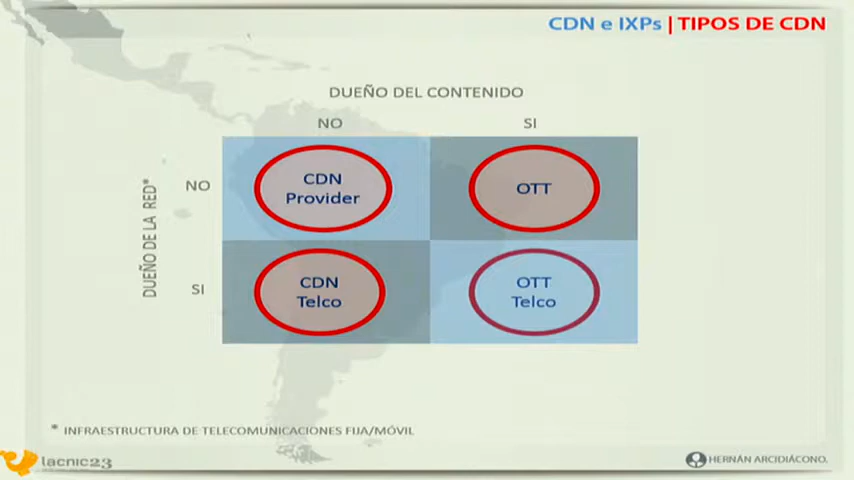 CDN e IXPs | TIPOS DE CDN
DUEÑO DEL CONTENIDO
NO
SI
DUEÑO DE LA RED*
NO
CDN
Provider
OTT
SI
CDN
Telco
OTT
Telco
* INFRAESTRUCTURA DE TELECOMUNICACIONES FIJA/MÓVIL
lacnic23
HERNÁN ARCIDIÁCONO.